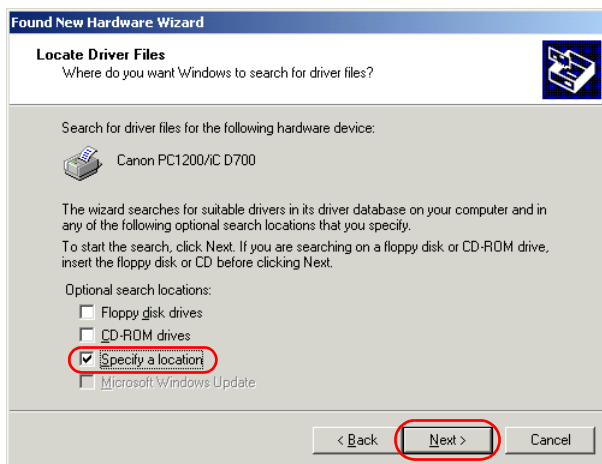 Found New Hardware Wizard
Locate Driver Files
Where do you want Windows to search for driver files?
Search for driver files for the following hardware device:
Canon PC1200/iC D700
The wizard searches for suitable drivers in its driver database on your computer and in
any of the following optional search locations that you specify.
To start the search, click Next. If you are searching on a floppy disk or CD-ROM drive,
insert the floppy disk or CD before clicking Next.
Optional search locations:
Floppy disk drives
CD-ROM drives
Specify a location
Microsoft Windows Update
< Back Next > Cancel